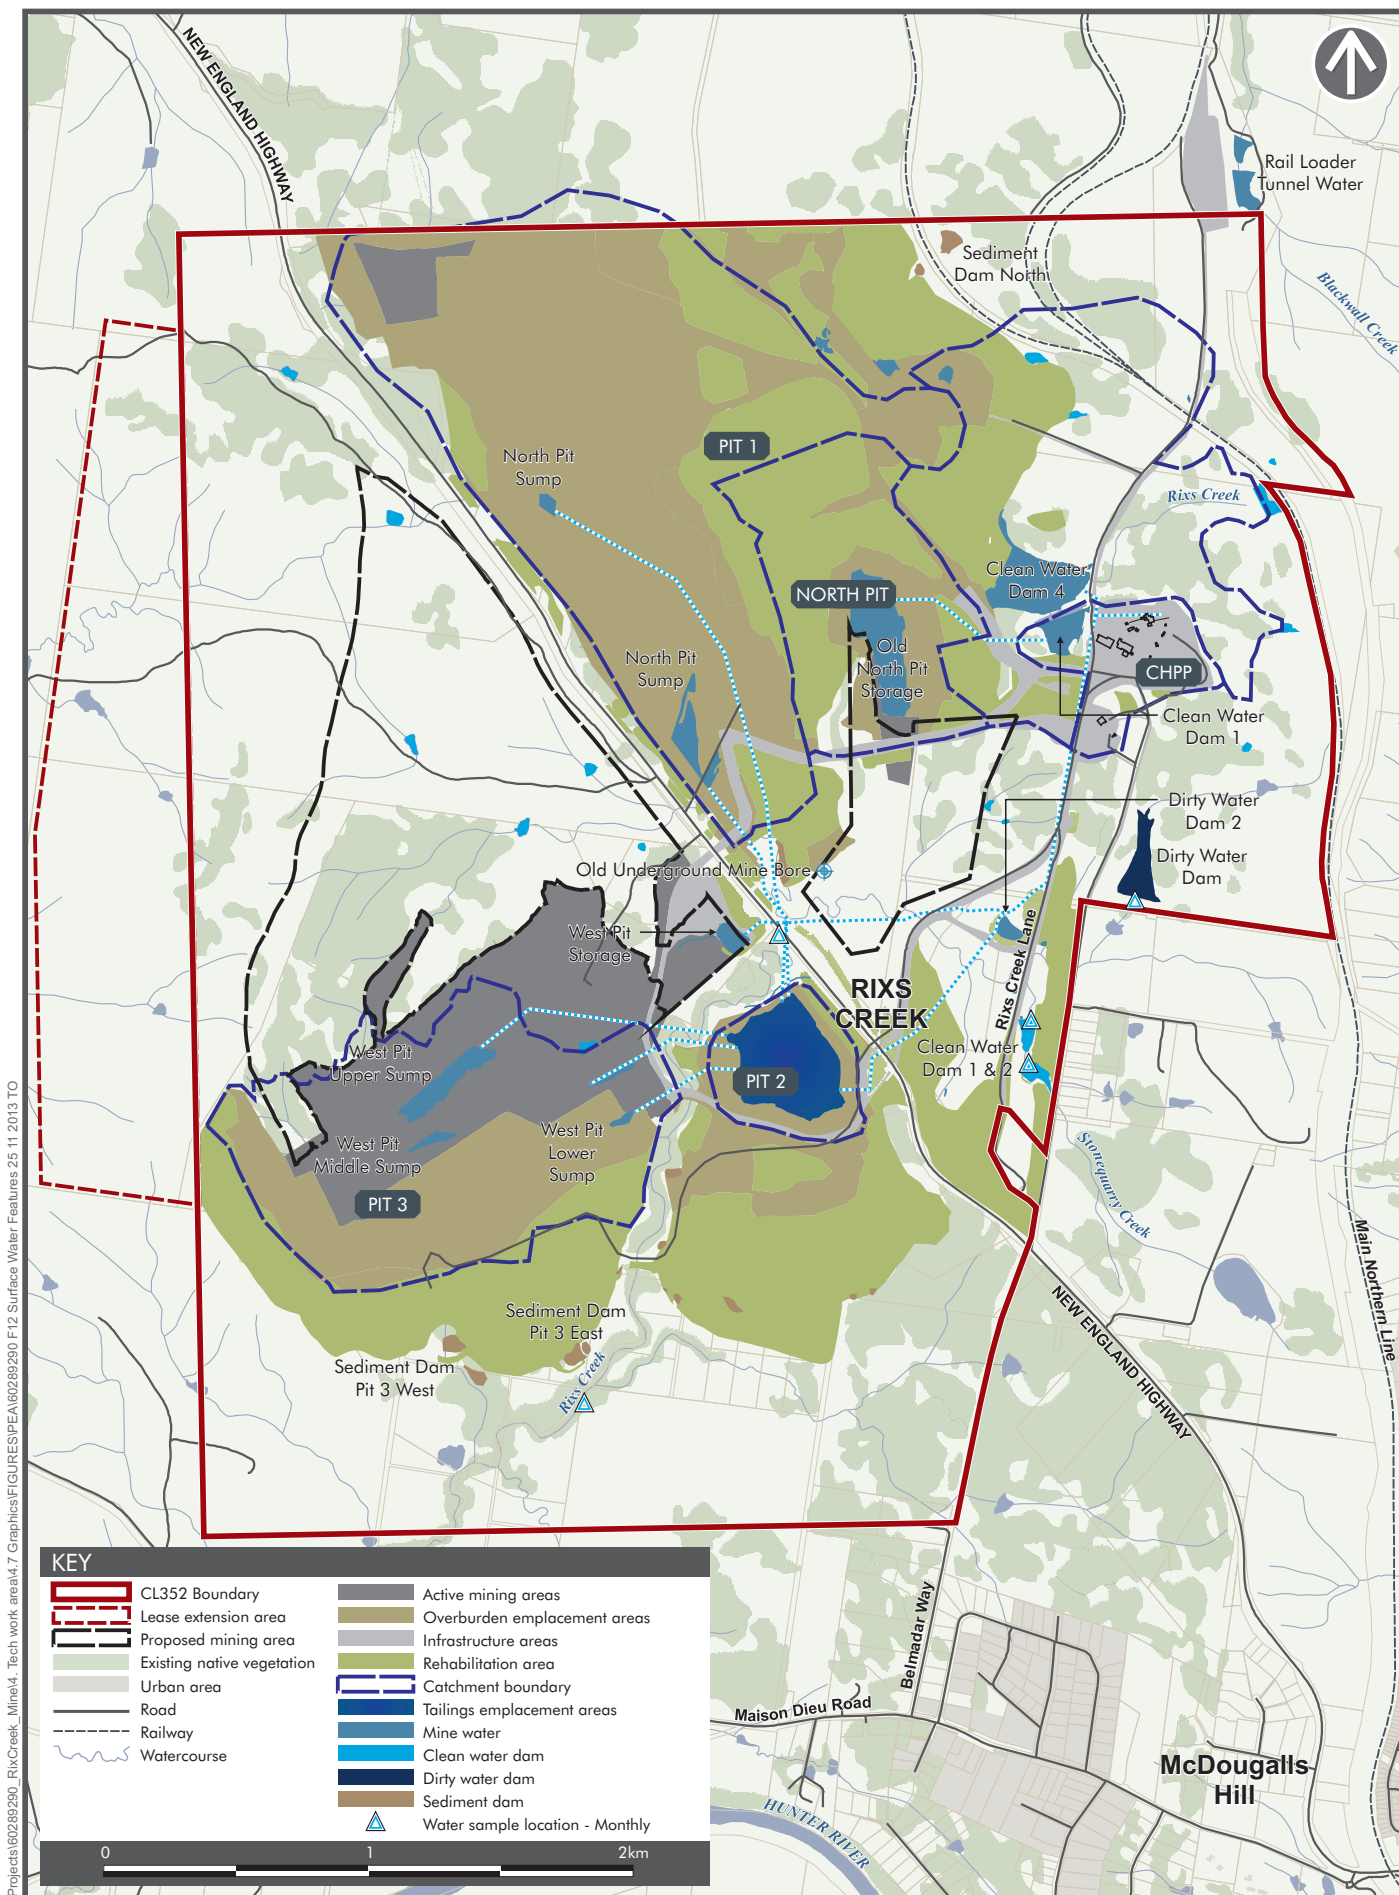 NEW ENGLAND HIGHWAY
Rail Loader
Tunnel Water
Sediment
Dam North
Blackwall Creek
PIT 1
North Pit
Sump
Rixs Creek
Clean Water
Dam 4
NORTH PIT
Old
North Pit
Storage
North Pit
Sump
CHPP
Clean Water
Dam 1
Dirty Water
Dam 2
Dirty Water
Dam
Old Underground Mine Bore
West Pit
Storage
RIXS
CREEK
Rixs Creek Lane
Clean Water
Dam 1 & 2
West Pit
Upper Sump
PIT 2
West Pit
Middle Sump
West Pit
Lower
Sump
PIT 3
Stonequarry Creek
Main Northern Line
Sediment Dam
Pit 3 East
Sediment Dam
Pit 3 West
Rixs Creek
NEW ENGLAND HIGHWAY
Belmadar Way
Maison Dieu Road
McDougalls
Hill
HUNTER RIVER
KEY
CL352 Boundary
Lease extension area
Proposed mining area
Existing native vegetation
Urban area
Road
Railway
Watercourse
Active mining areas
Overburden emplacement areas
Infrastructure areas
Rehabilitation area
Catchment boundary
Tailings emplacement areas
Mine water
Clean water dam
Dirty water dam
Sediment dam
Water sample location - Monthly
0 1 2km
Projects\60289290_RixCreek_Mine\4. Tech work area\4.7 Graphics\FIGURES\PEA\60289290 F12 Surface Water Features 25 11 2013 TO